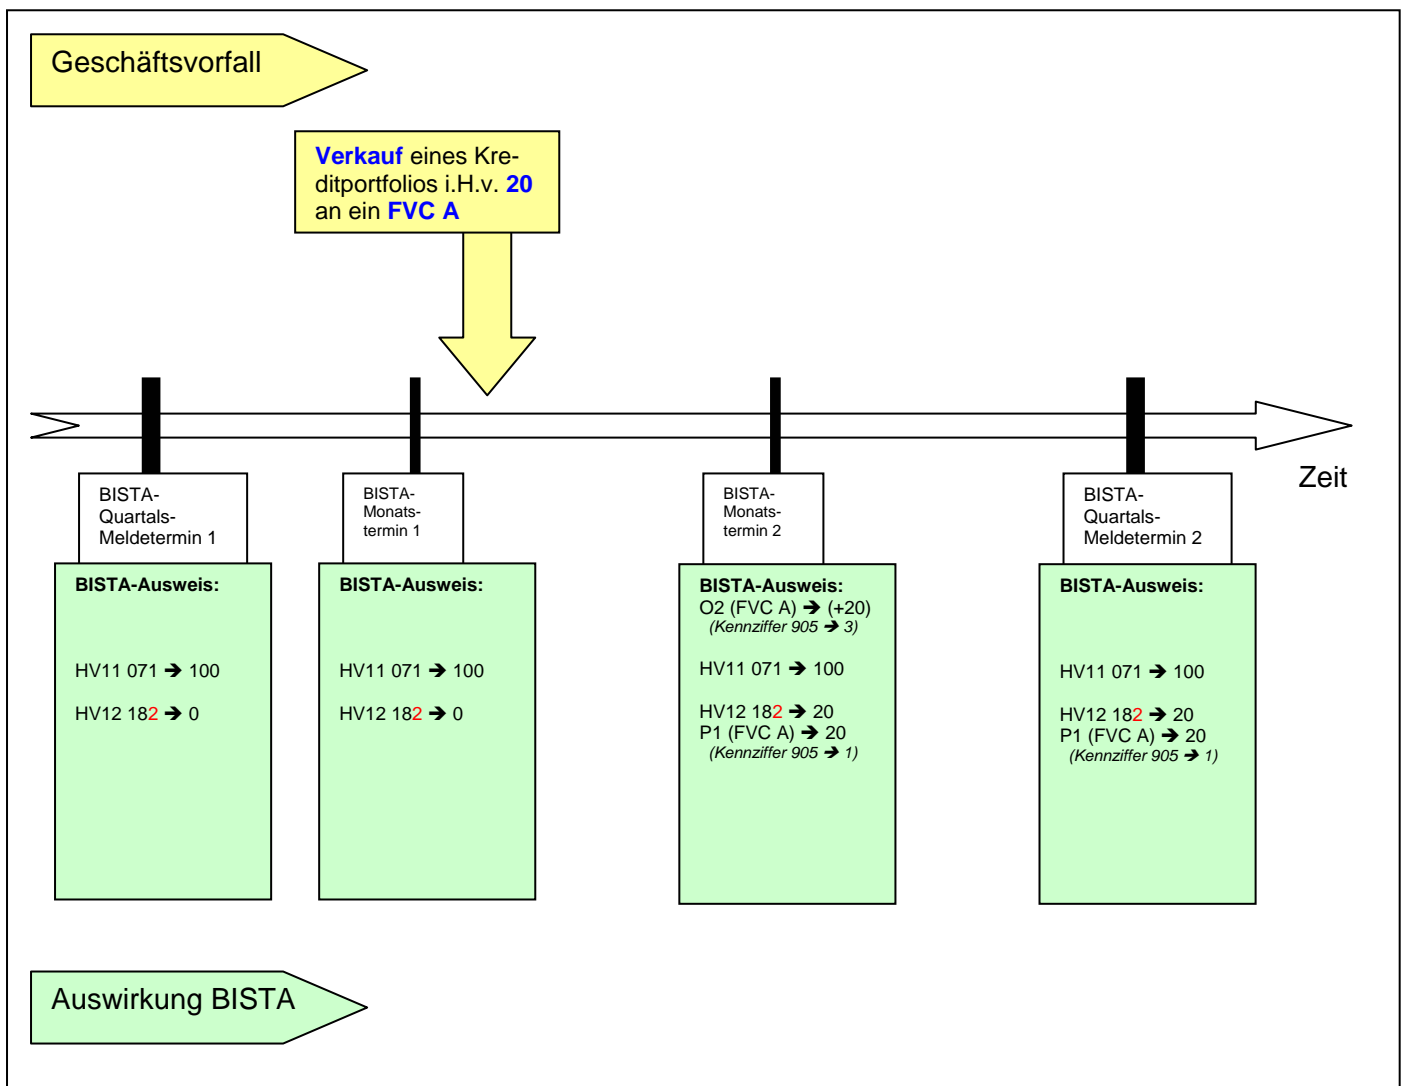 Geschäftsvorfall
Verkauf eines Kre-
ditportfolios i.H.v. 20
an ein FVC A
Zeit
BISTA-
Quartals-
Meldetermin 1
BISTA-Ausweis:
HV11 071 ➔ 100
HV12 182 ➔ 0
BISTA-
Monats-
termin 1
BISTA-Ausweis:
HV11 071 ➔ 100
HV12 182 ➔ 0
BISTA-
Monats-
termin 2
BISTA-Ausweis:
O2 (FVC A) ➔ (+20)
(Kennziffer 905 ➔ 3)
HV11 071 ➔ 100
HV12 182 ➔ 20
P1 (FVC A) ➔ 20
(Kennziffer 905 ➔ 1)
BISTA-
Quartals-
Meldetermin 2
BISTA-Ausweis:
HV11 071 ➔ 100
HV12 182 ➔ 20
P1 (FVC A) ➔ 20
(Kennziffer 905 ➔ 1)
Auswirkung BISTA